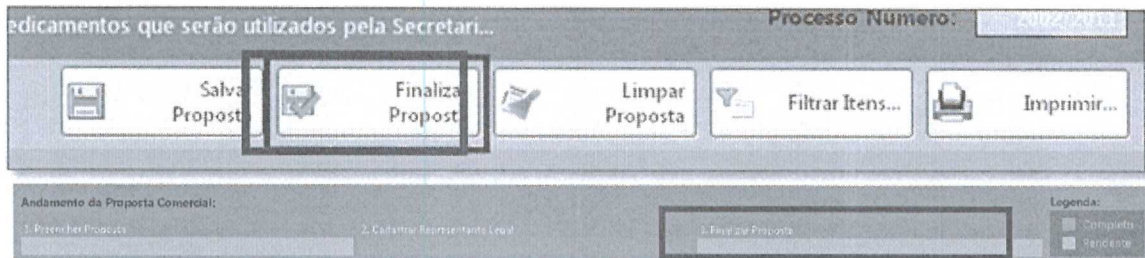 edicamentos que serão utilizados pela Secretari...
Processo Numero:
Salva
Propost
Finaliza
Propost
Limpar
Proposta
Filtrar Itens...
Imprimir...
Andamento da Proposta Comercial:
Legenda:
1. Preencher Proposta
2. Cadastrar Representante Legal
3. Finalizar Proposta
Completo
Pendente